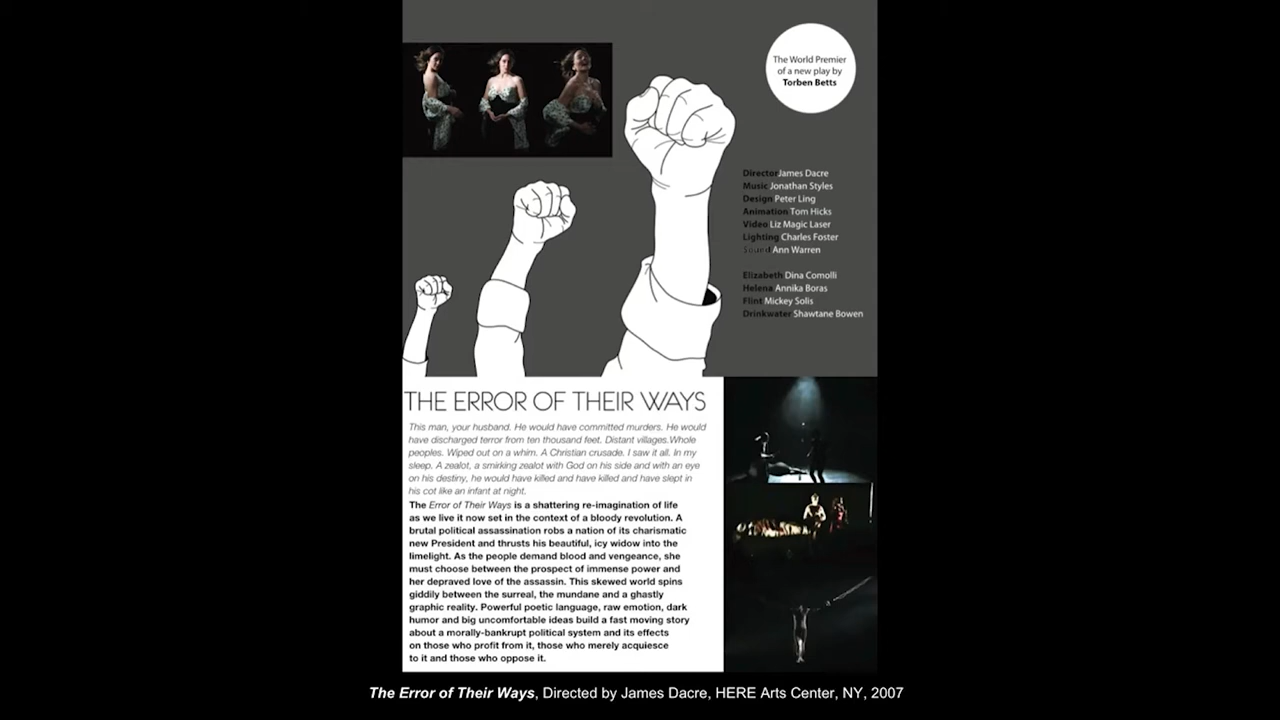 The World Premier
of a new play by
Torben Betts
Director James Dacre
Music Jonathan Styles
Design Peter Ling
Animation Tom Hicks
Video Liz Magic Laser
Lighting Charles Foster
Sound Ann Warren
Elizabeth Dina Comolli
Helena Annika Boras
Flint Mickey Solis
Drinkwater Shawtane Bowen
THE ERROR OF THEIR WAYS
This man, your husband. He would have committed murders. He would
have discharged terror from ten thousand feet. Distant villages.Whole
peoples. Wiped out on a whim. A Christian crusade. I saw it all. In my
sleep. A zealot, a smirking zealot with God on his side and with an eye
on his destiny, he would have killed and have killed and have slept in
his cot like an infant at night.
The Error of Their Ways is a shattering re-imagination of life
as we live it now set in the context of a bloody revolution. A
brutal political assassination robs a nation of its charismatic
new President and thrusts his beautiful, icy widow into the
limelight. As the people demand blood and vengeance, she
must choose between the prospect of immense power and
her depraved love of the assassin. This skewed world spins
giddily between the surreal, the mundane and a ghastly
graphic reality. Powerful poetic language, raw emotion, dark
humor and big uncomfortable ideas build a fast moving story
about a morally-bankrupt political system and its effects
on those who profit from it, those who merely acquiesce
to it and those who oppose it.
The Error of Their Ways, Directed by James Dacre, HERE Arts Center, NY, 2007